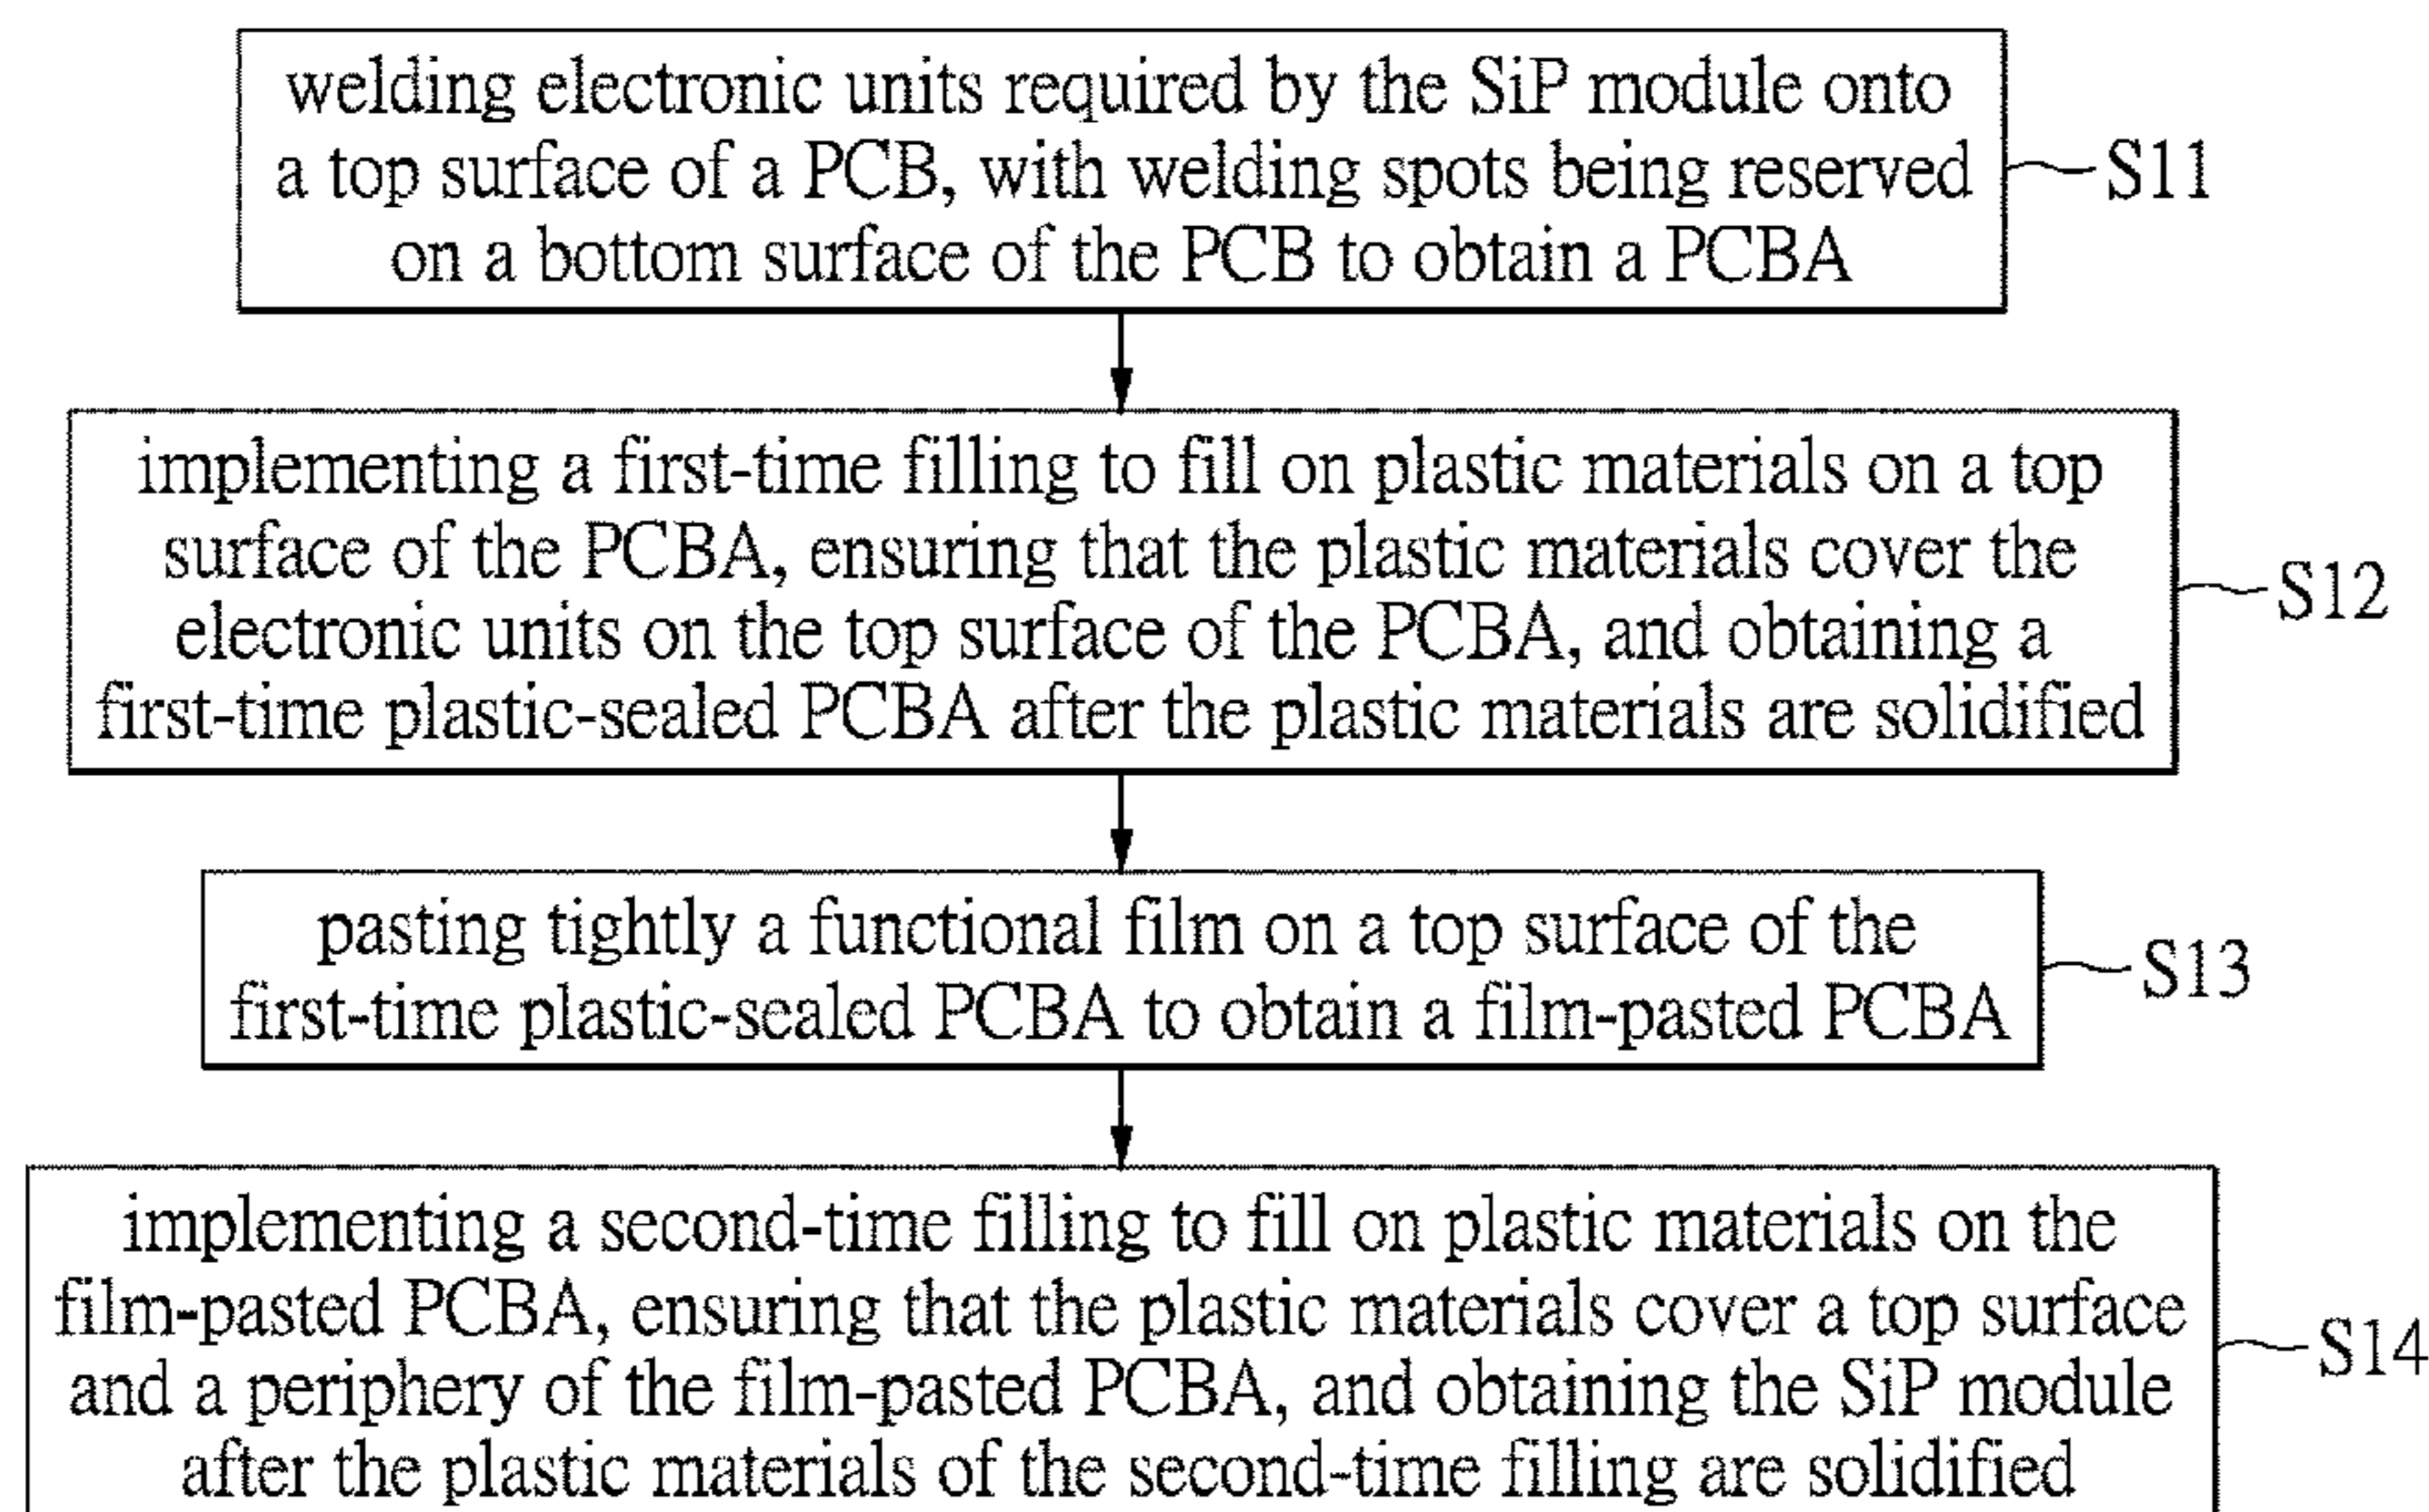 welding electronic units required by the SiP module onto
a top surface of a PCB, with welding spots being reserved
on a bottom surface of the PCB to obtain a PCBA
S11
implementing a first-time filling to fill on plastic materials on a top
surface of the PCBA, ensuring that the plastic materials cover the
electronic units on the top surface of the PCBA, and obtaining a
first-time plastic-sealed PCBA after the plastic materials are solidified
S12
pasting tightly a functional film on a top surface of the
first-time plastic-sealed PCBA to obtain a film-pasted PCBA
S13
implementing a second-time filling to fill on plastic materials on the
film-pasted PCBA, ensuring that the plastic materials cover a top surface
and a periphery of the film-pasted PCBA, and obtaining the SiP module
after the plastic materials of the second-time filling are solidified
S14